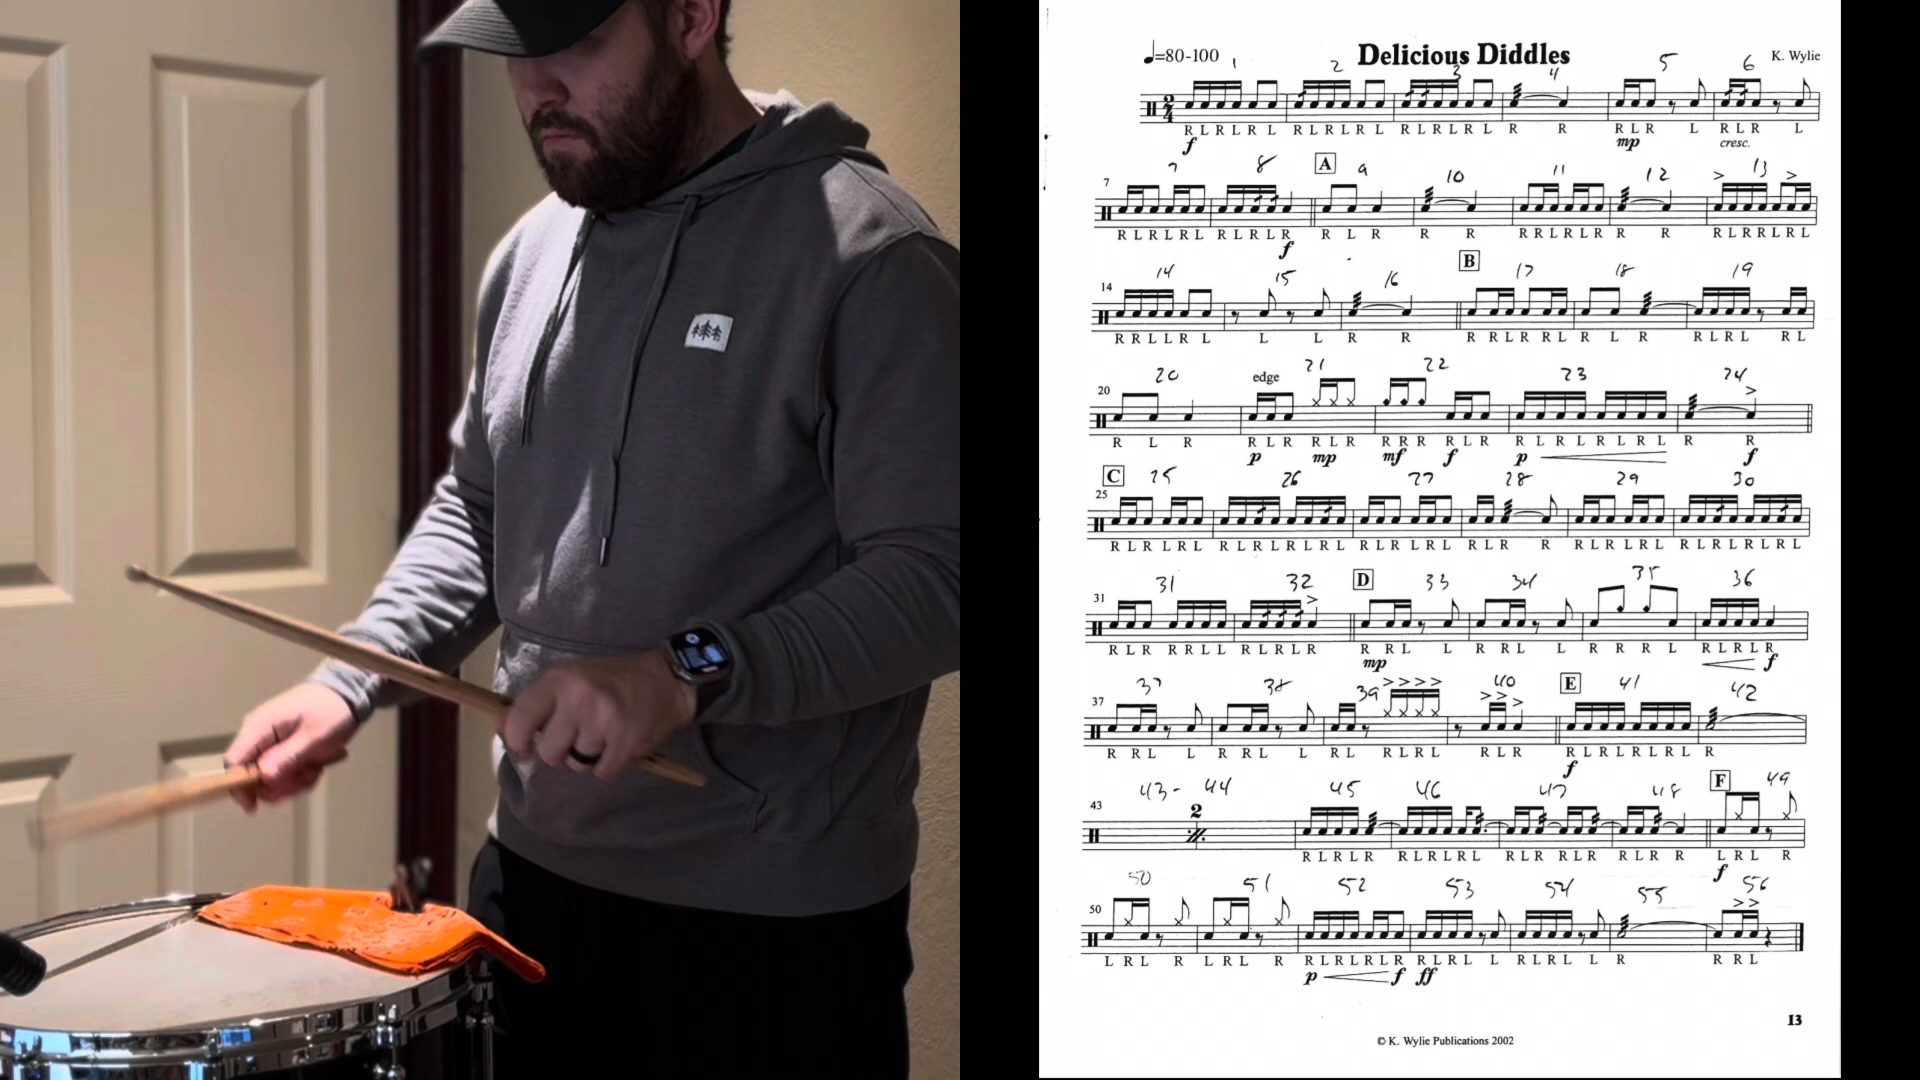 ♩=80-100 1 Delicious Diddles K. Wylie
2 3 4 5 6
2
4
R L R L R L R L R L R L R L R L R L R R R L R L R L R L
f mp cresc.
7 8 A 9 10 11 12 13
7
> >
R L R L R L R L R L R R L R R R R R L R L R R R R L R R L R L
f
B
14 15 16 17 18 19
14
R R L L R L L L R R R R L R R L R L R R L R L R L
20 21 22 23 24
20
edge >
R L R R L R R L R R R R R L R R L R L R L R L R R
p mp mf f p f
C 25 26 27 28 29 30
25
R L R L R L R L R L R L R L R L R L R L R L R R R L R L R L R L R L R L R L
31 32 D 33 34 35 36
31
>
R L R R R L L R L R L R R R L L R R L L R R R L R L R L R
mp f
37 38 39 > > > > 40 E 41 42
37
> > >
R R L L R R L L R L R L R L R L R R L R L R L R L R
f
43 - 44 45 46 47 48 F 49
43
2
R L R L R R L R L R L R L R R L R R L R R L R L R
f
50 51 52 53 54 55 56
50
> >
L R L R L R L R R L R L R L R R L R L L R L R L L R R R L
p f ff
13
© K. Wylie Publications 2002